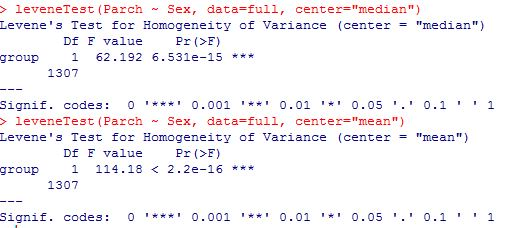 > leveneTest(Parch ~ Sex, data=full, center="median")
Levene's Test for Homogeneity of Variance (center = "median")
Df F value Pr(>F)
group 1 62.192 6.531e-15 ***
1307
---
Signif. codes: 0 '***' 0.001 '**' 0.01 '*' 0.05 '.' 0.1 ' ' 1
> leveneTest(Parch ~ Sex, data=full, center="mean")
Levene's Test for Homogeneity of Variance (center = "mean")
Df F value Pr(>F)
group 1 114.18 < 2.2e-16 ***
1307
---
Signif. codes: 0 '***' 0.001 '**' 0.01 '*' 0.05 '.' 0.1 ' ' 1